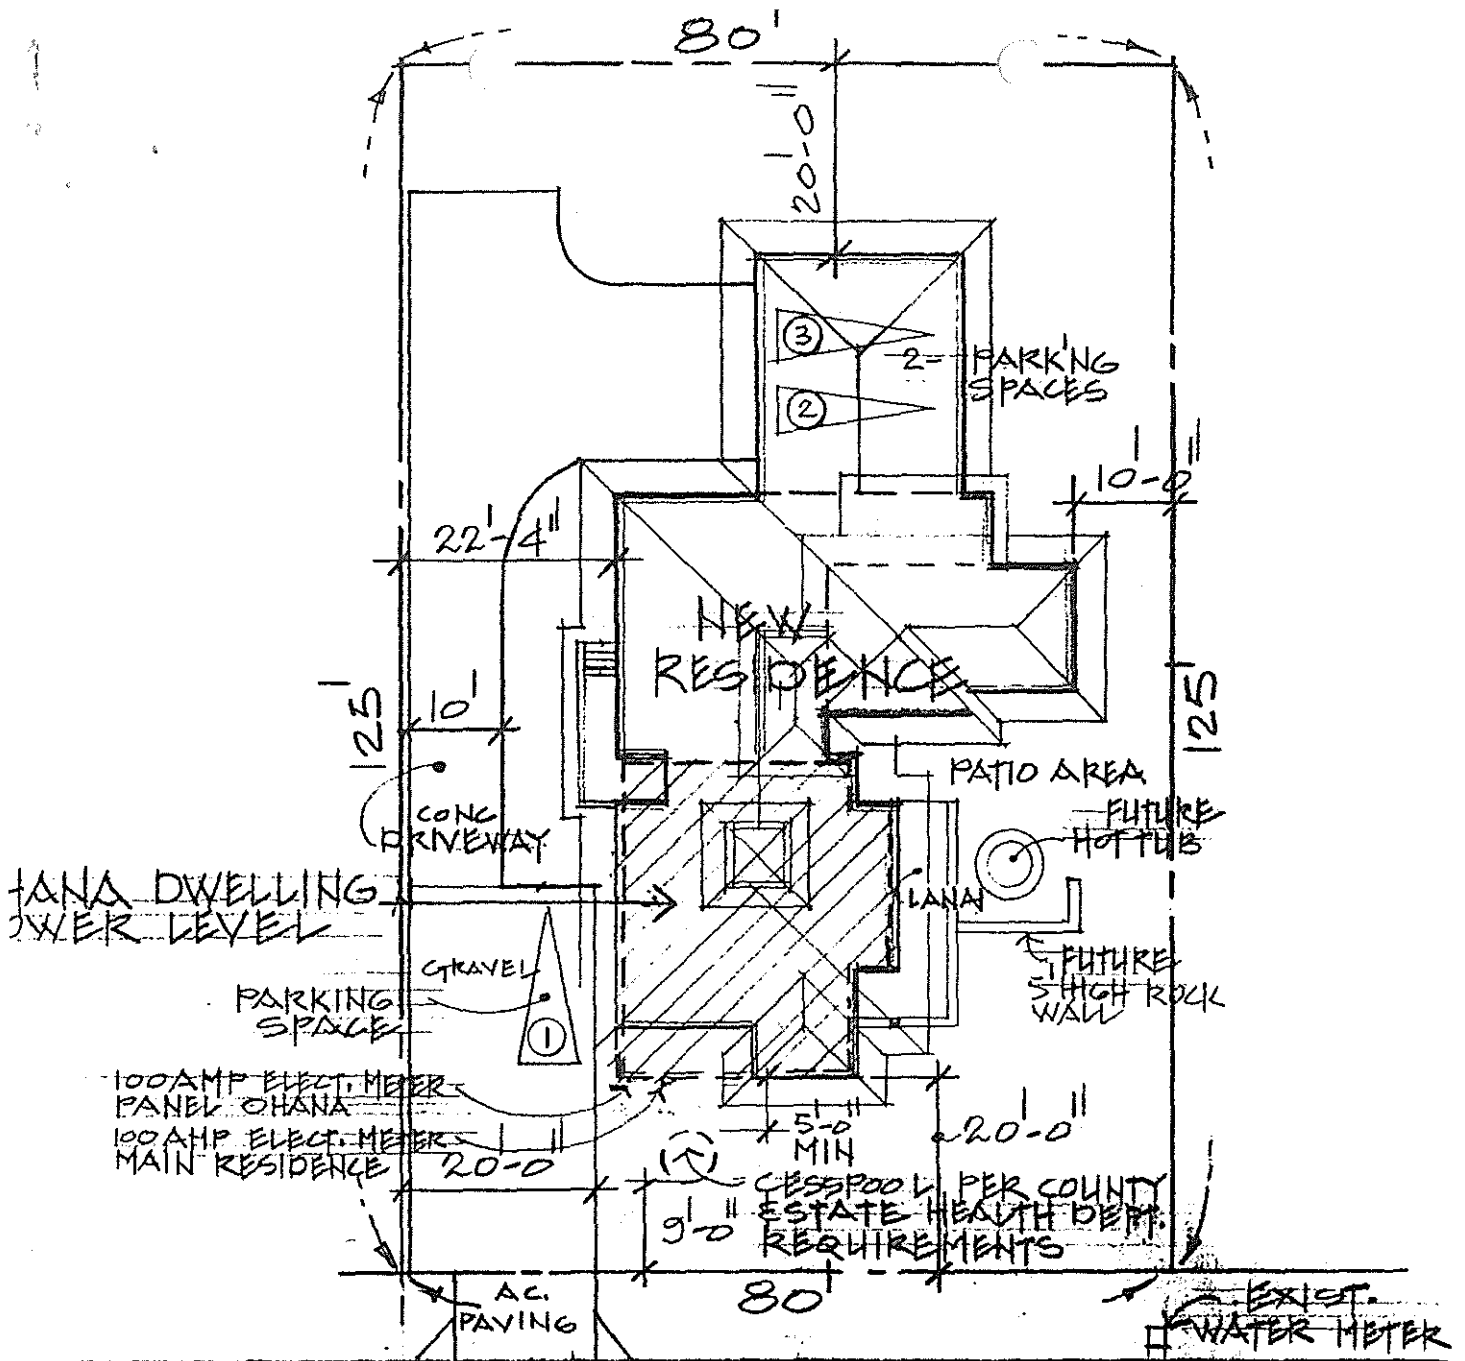 80'
20'-0"
3
2- PARKING
SPACES
2
10'-0"
22'-4"
NEW
RESIDENCE
125'
10'
125'
PATIO AREA
FUTURE
HOT TUB
CONC
DRIVEWAY
HANA DWELLING
OWER LEVEL
LANAI
GRAVEL
FUTURE
5' HIGH ROCK
WALL
PARKING
SPACE
1
100 AMP ELECT. METER
PANEL OHANA
100 AMP ELECT. METER
MAIN RESIDENCE
20'-0"
5'-0"
MIN
20'-0"
9'-0"
CESSPOOL PER COUNTY
& STATE HEALTH DEPT.
REQUIREMENTS
80'
A.C.
PAVING
EXIST.
WATER METER